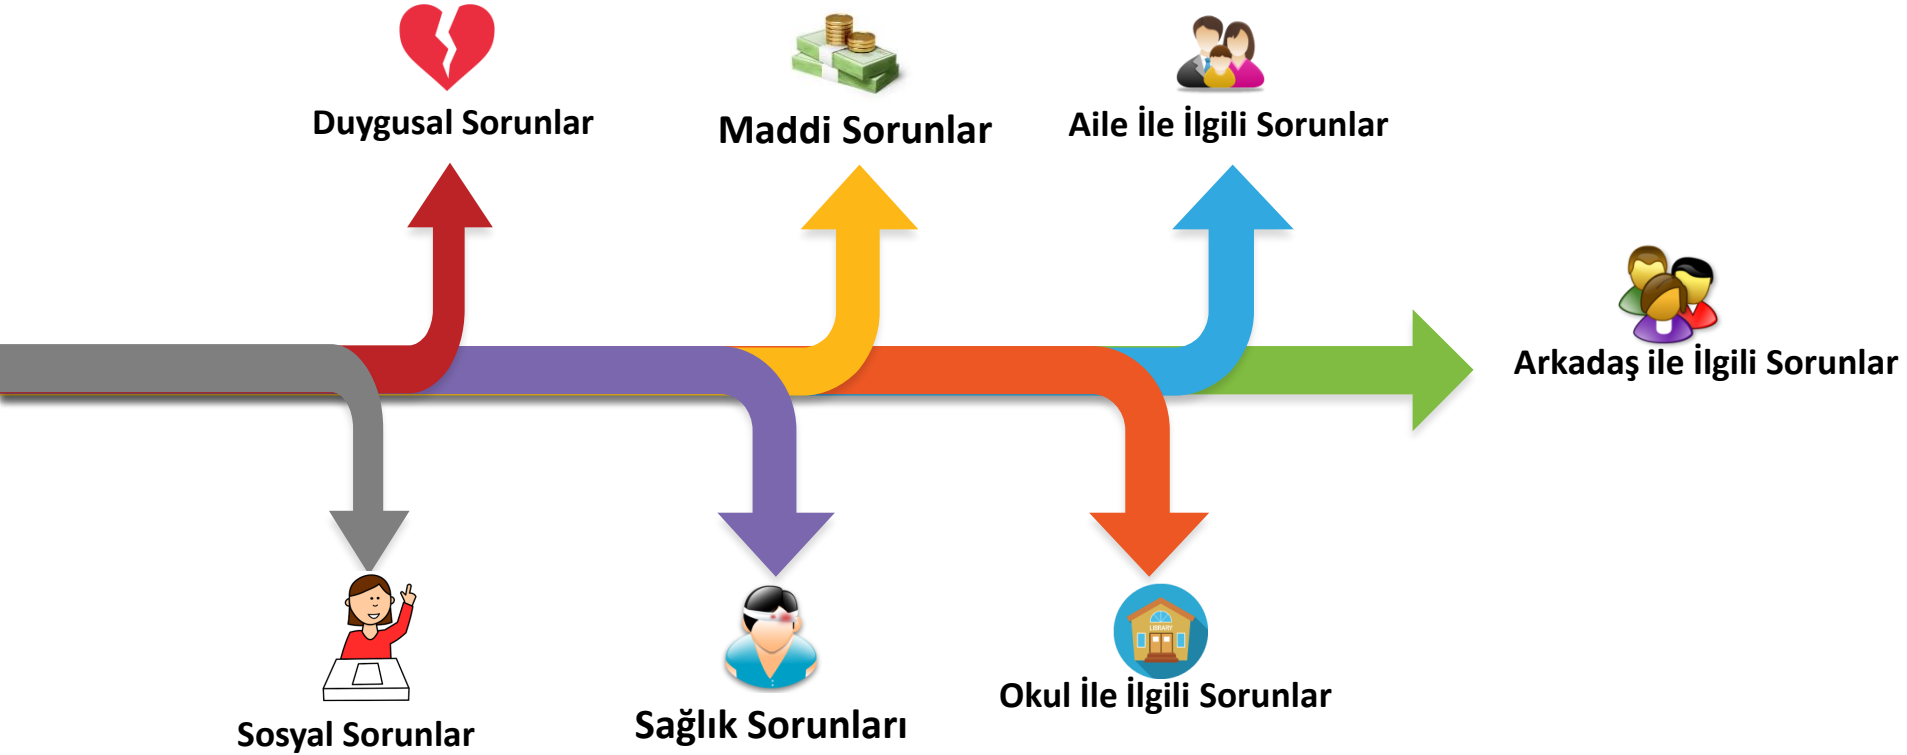 Duygusal Sorunlar
Maddi Sorunlar
Aile İle İlgili Sorunlar
Arkadaş ile İlgili Sorunlar
LIBRARY
Sosyal Sorunlar
Sağlık Sorunları
Okul İle İlgili Sorunlar